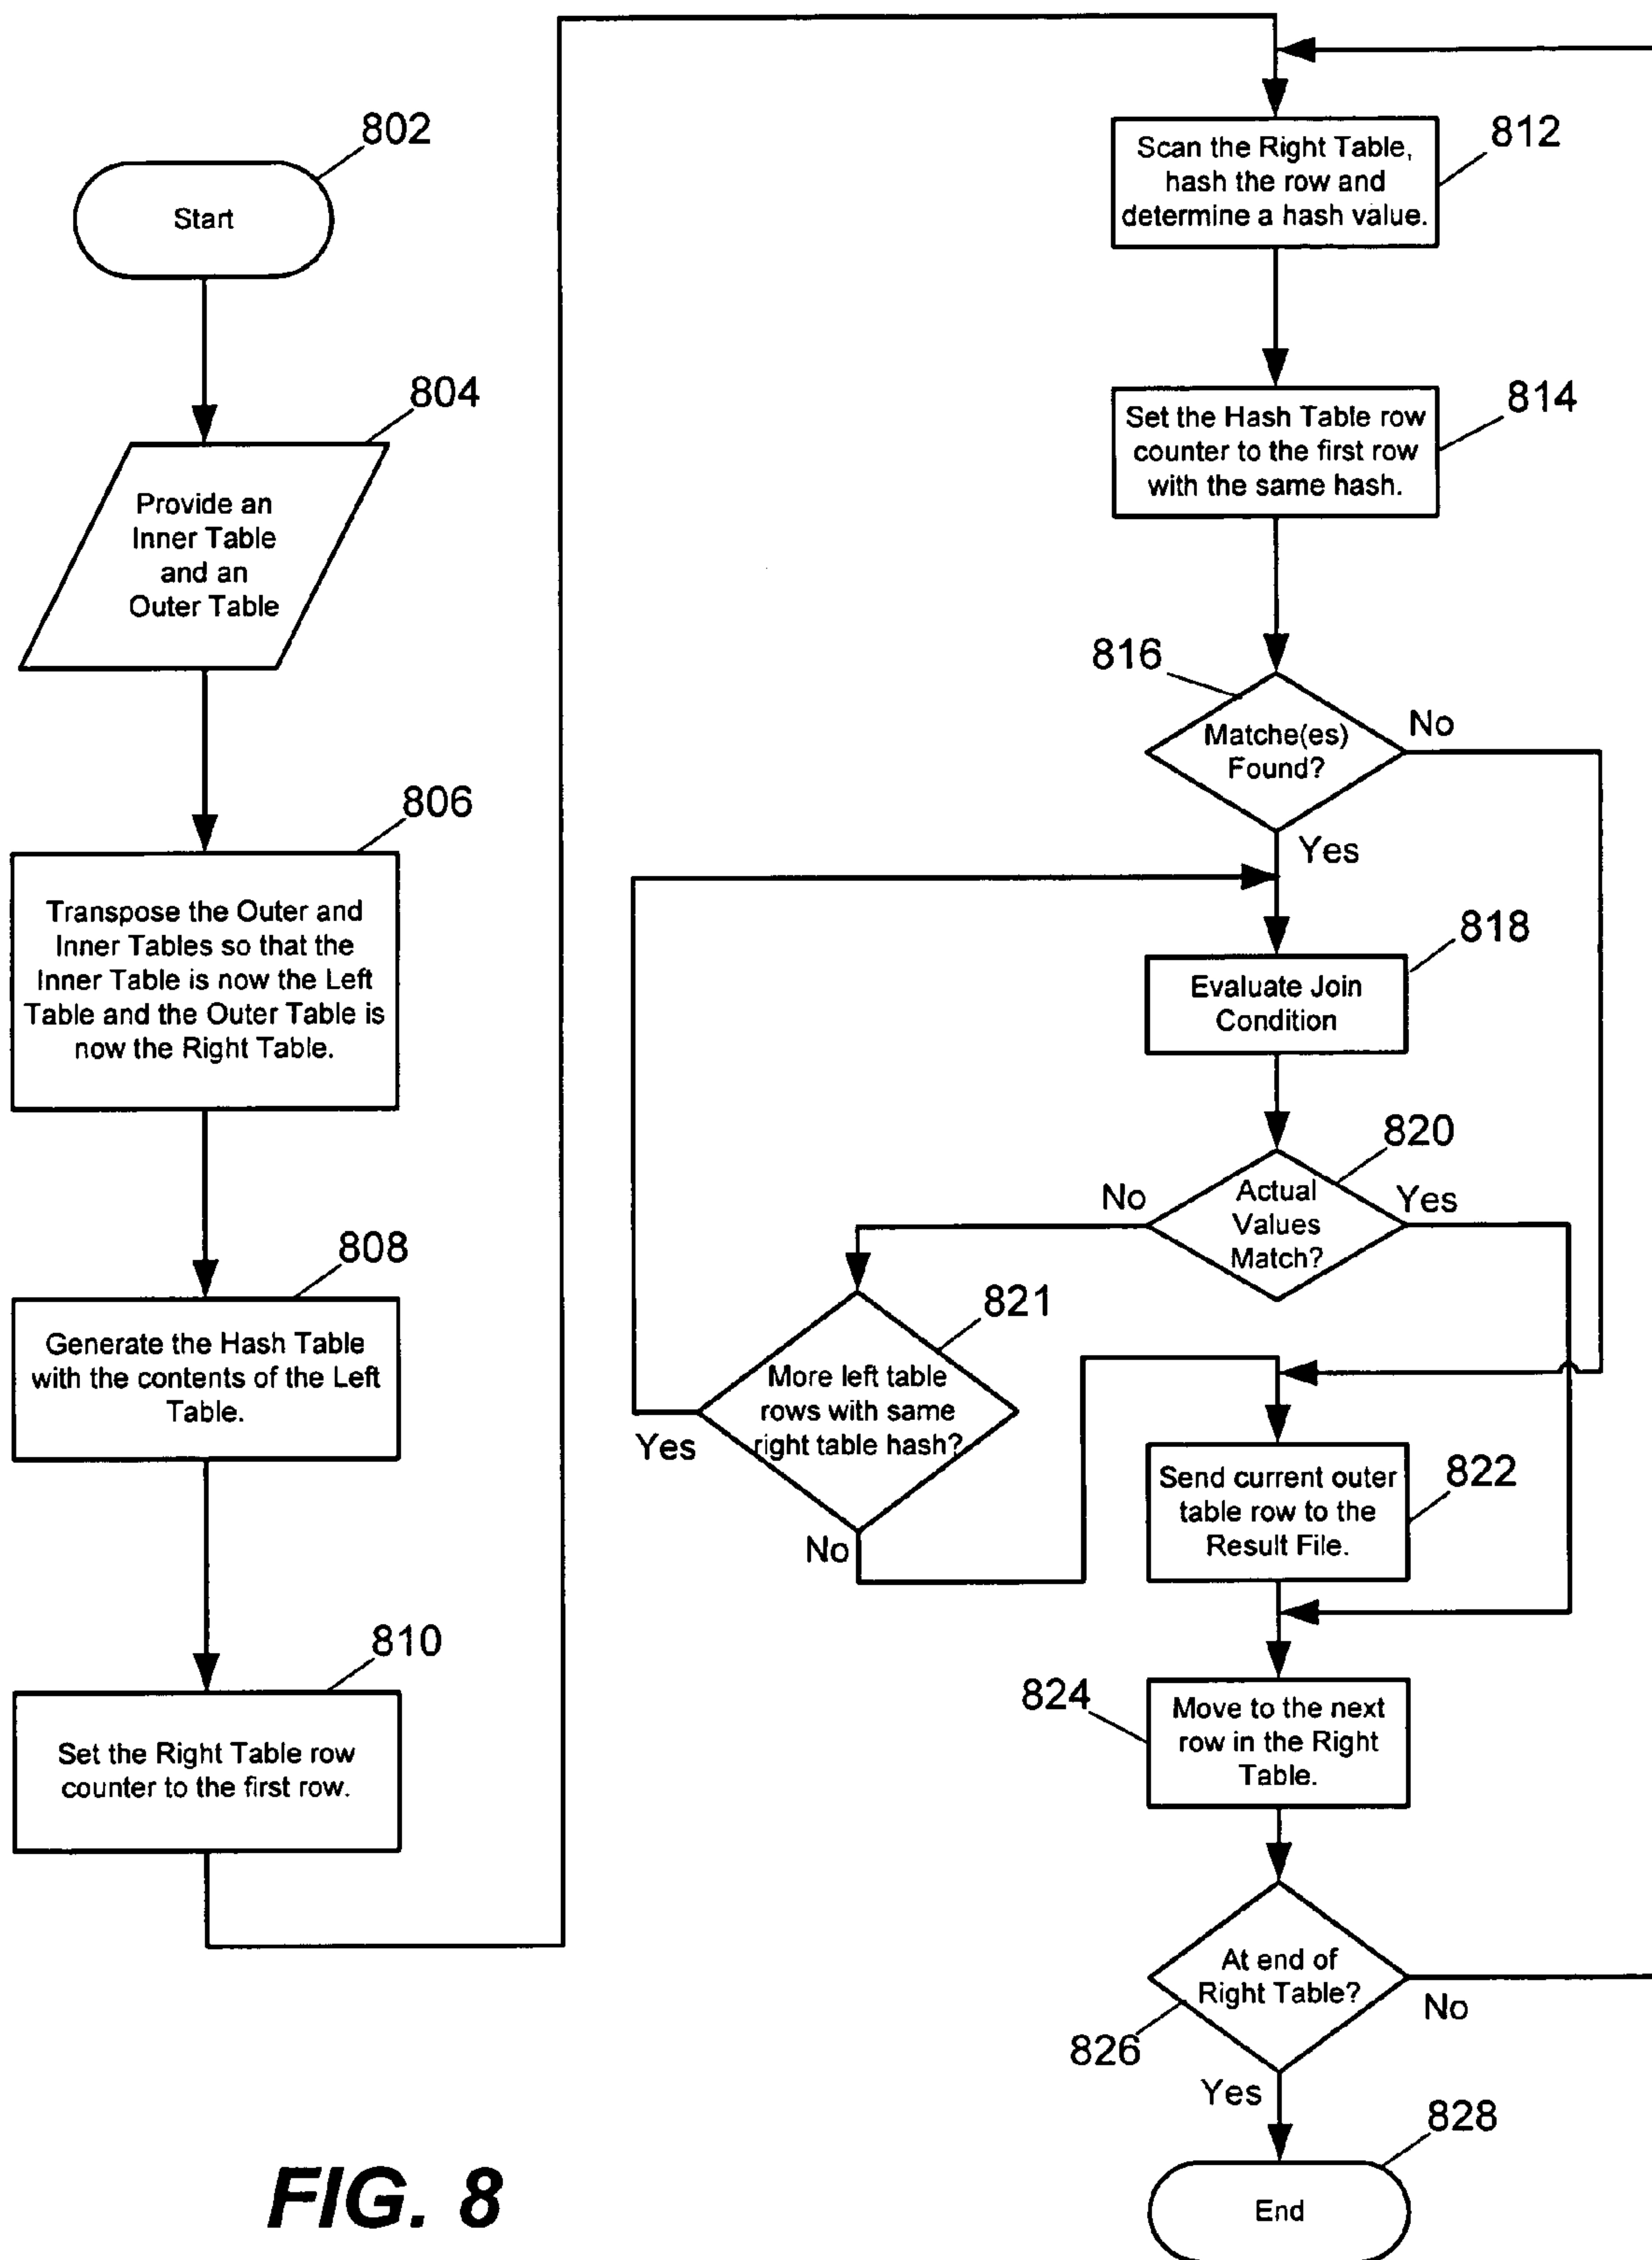 802
Start
804
Provide an
Inner Table
and an
Outer Table
806
Transpose the Outer and
Inner Tables so that the
Inner Table is now the Left
Table and the Outer Table is
now the Right Table.
808
Generate the Hash Table
with the contents of the Left
Table.
810
Set the Right Table row
counter to the first row.
812
Scan the Right Table,
hash the row and
determine a hash value.
814
Set the Hash Table row
counter to the first row
with the same hash.
816
Matche(es)
Found?
No
Yes
818
Evaluate Join
Condition
820
Actual
Values
Match?
No
Yes
821
More left table
rows with same
right table hash?
Yes
No
822
Send current outer
table row to the
Result File.
824
Move to the next
row in the Right
Table.
At end of
Right Table?
826
No
Yes
828
End
FIG. 8